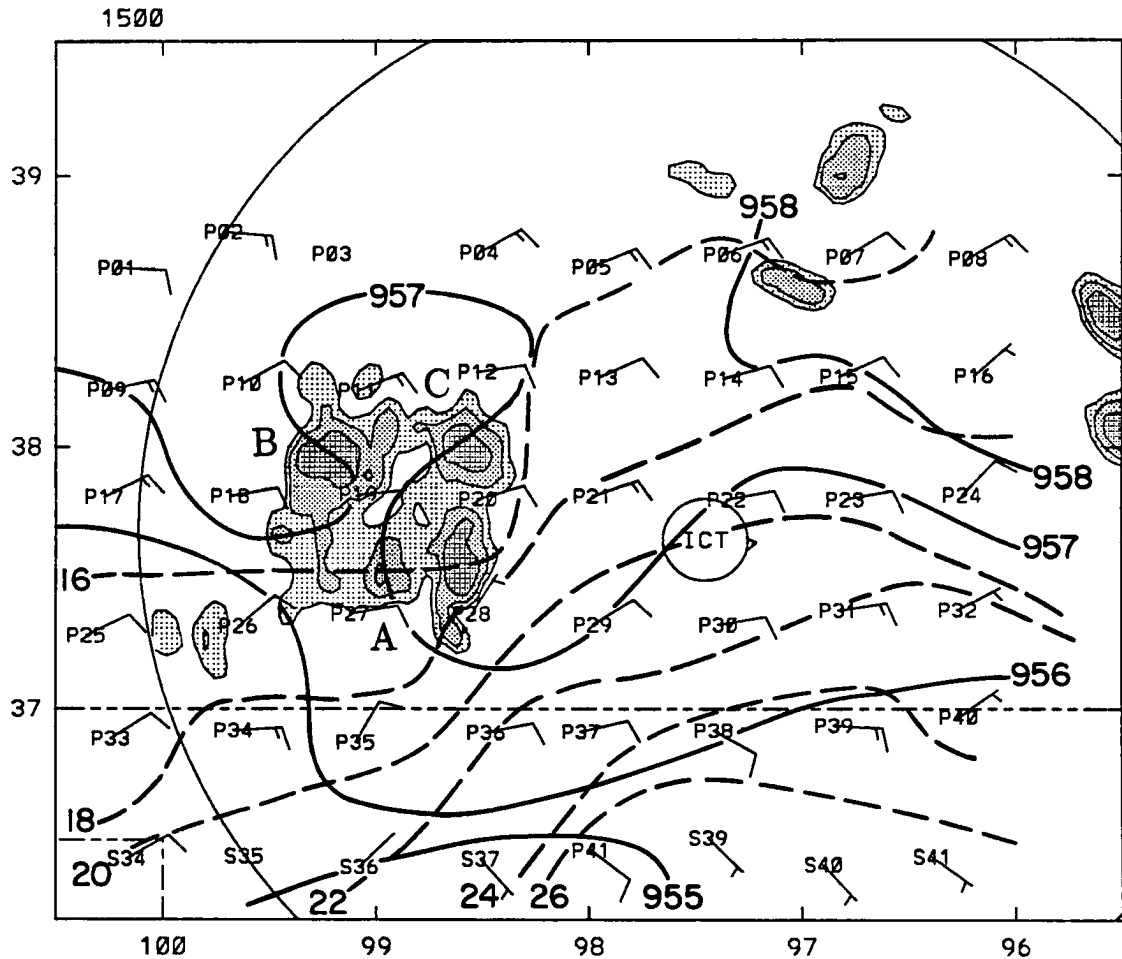 1500
39
958
P02
P03
P04
P06
P07
P08
P01
P05
957
C
P09
P10
P11
P12
P13
P14
P15
P16
B
38
958
P17
P18
P19
P20
P21
P22
P23
P24
ICT
957
16
P25
P26
P27
P28
P29
P30
P31
P32
A
956
37
P33
P34
P35
P36
P37
P38
P39
P40
18
S34
S35
S36
S37
P41
S39
S40
S41
20
22
24
26
955
100
99
98
97
96